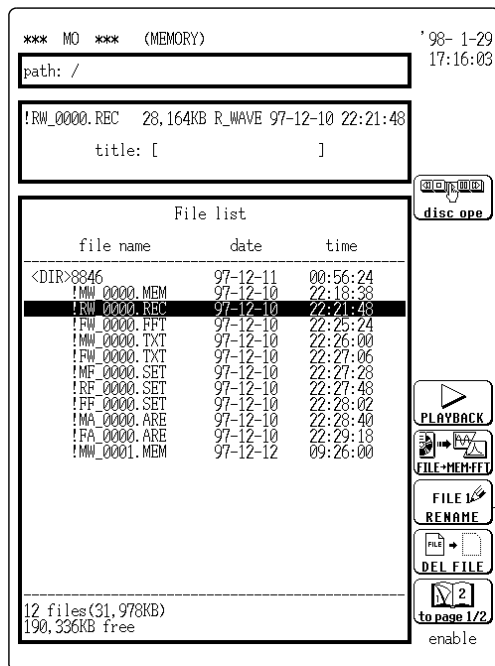 *** MO *** (MEMORY)
'98- 1-29
17:16:03
path: /
!RW_0000.REC 28,164KB R_WAVE 97-12-10 22:21:48
title: [ ]
disc ope
File list
file name date time
<DIR>8846 97-12-11 00:56:24
!MW_0000.MEM 97-12-10 22:18:38
!RW_0000.REC 97-12-10 22:21:48
!FW_0000.FFT 97-12-10 22:25:24
!MW_0000.TXT 97-12-10 22:26:00
!FW_0000.TXT 97-12-10 22:27:06
!MF_0000.SET 97-12-10 22:27:28
!RF_0000.SET 97-12-10 22:27:48
!FF_0000.SET 97-12-10 22:28:02
!MA_0000.ARE 97-12-10 22:28:40
!FA_0000.ARE 97-12-10 22:29:18
!MW_0001.MEM 97-12-12 09:26:00
PLAYBACK
FILE→MEM·FFT
FILE 1
RENAME
FILE
DEL FILE
1 2
to page 1/2
enable
12 files(31,978KB)
190,336KB free